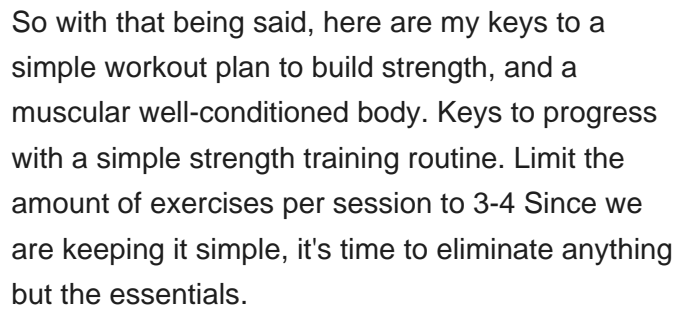 So with that being said, here are my keys to a
simple workout plan to build strength, and a
muscular well-conditioned body. Keys to progress
with a simple strength training routine. Limit the
amount of exercises per session to 3-4 Since we
are keeping it simple, it's time to eliminate anything
but the essentials.